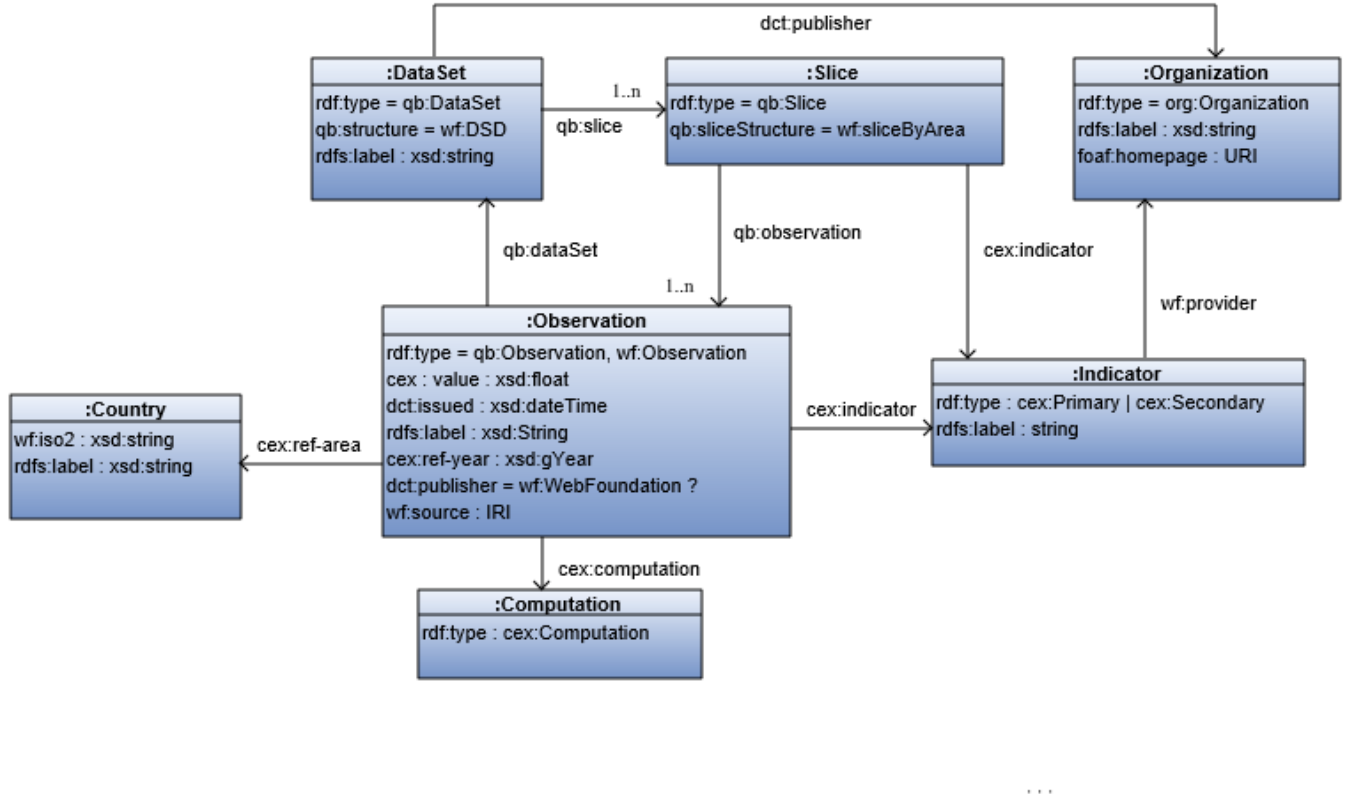 dct:publisher
:DataSet
rdf:type = qb:DataSet
qb:structure = wf:DSD
rdfs:label : xsd:string
1..n
qb:slice
:Slice
rdf:type = qb:Slice
qb:sliceStructure = wf:sliceByArea
:Organization
rdf:type = org:Organization
rdfs:label : xsd:string
foaf:homepage : URI
qb:dataSet
qb:observation
1..n
cex:indicator
wf:provider
:Observation
rdf:type = qb:Observation, wf:Observation
cex : value : xsd:float
dct:issued : xsd:dateTime
rdfs:label : xsd:String
cex:ref-year : xsd:gYear
dct:publisher = wf:WebFoundation ?
wf:source : IRI
:Country
wf:iso2 : xsd:string
rdfs:label : xsd:string
cex:ref-area
cex:indicator
:Indicator
rdf:type : cex:Primary | cex:Secondary
rdfs:label : string
cex:computation
:Computation
rdf:type : cex:Computation
. . .